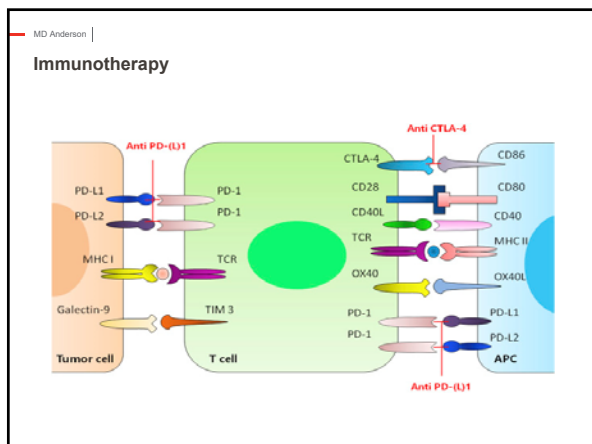 MD Anderson
Immunotherapy
Anti PD-(L)1
Anti CTLA-4
PD-L1
PD-1
PD-L2
PD-1
MHC I
TCR
Galectin-9
TIM 3
Tumor cell
T cell
CTLA-4
CD86
CD28
CD80
CD40L
CD40
TCR
MHC II
OX40
OX40L
PD-1
PD-L1
PD-1
PD-L2
APC
Anti PD-(L)1